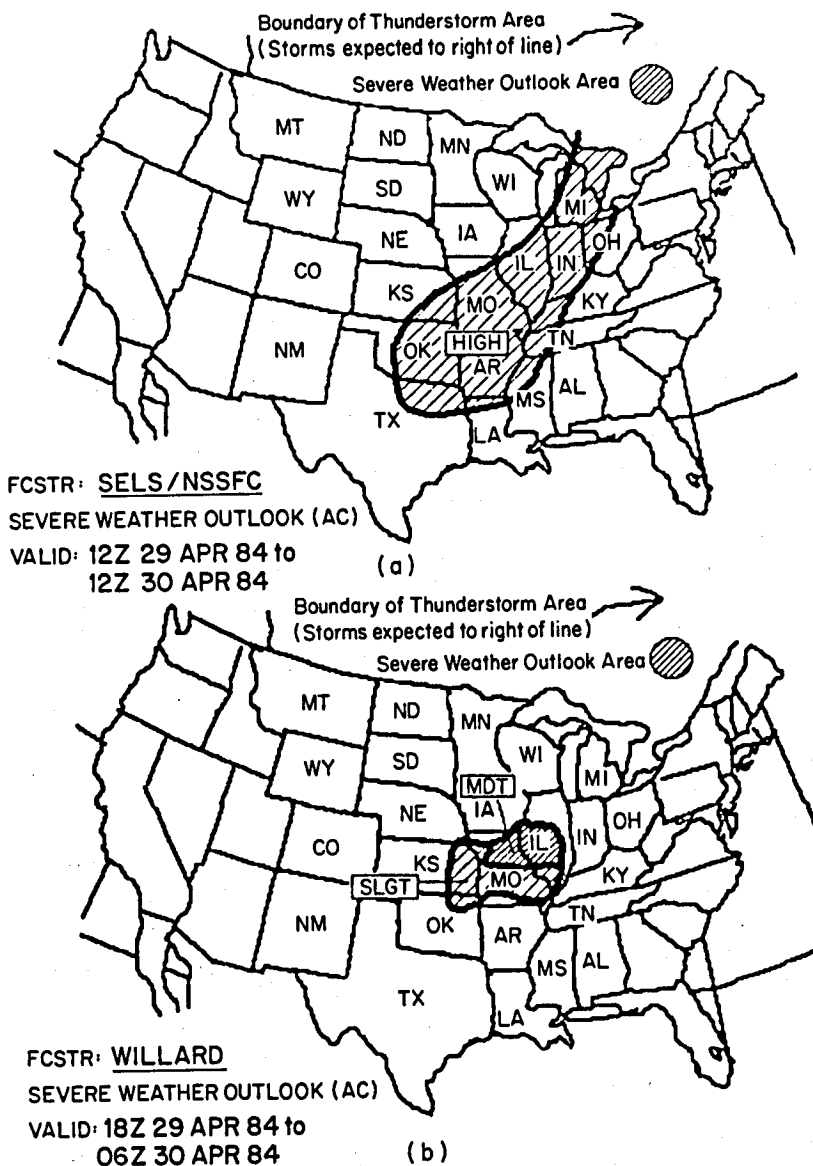 Boundary of Thunderstorm Area
(Storms expected to right of line)
Severe Weather Outlook Area
MT
ND
MN
WI
MI
WY
SD
IA
NE
IL
IN
OH
CO
KS
MO
KY
NM
OK
HIGH
TN
AR
TX
MS
AL
LA
FCSTR: SELS/NSSFC
SEVERE WEATHER OUTLOOK (AC)
VALID: 12Z 29 APR 84 to
12Z 30 APR 84
(a)
Boundary of Thunderstorm Area
(Storms expected to right of line)
Severe Weather Outlook Area
MT
ND
MN
WI
MI
WY
SD
MDT
IA
NE
IL
IN
OH
CO
KS
MO
KY
SLGT
NM
OK
AR
TN
MS
AL
TX
LA
FCSTR: WILLARD
SEVERE WEATHER OUTLOOK (AC)
VALID: 18Z 29 APR 84 to
06Z 30 APR 84
(b)